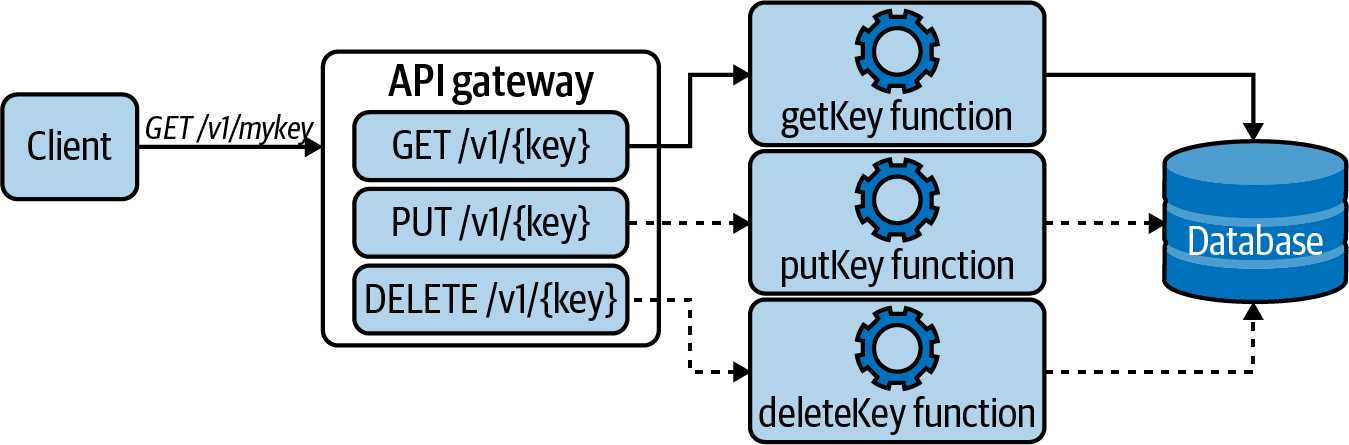 Client
GET /v1/mykey
API gateway
GET /v1/{key}
PUT /v1/{key}
DELETE /v1/{key}
getKey function
putKey function
deleteKey function
Database